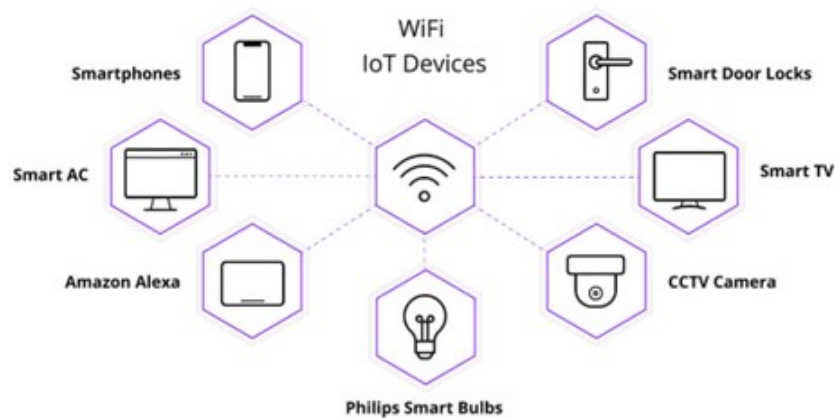 WiFi
IoT Devices
Smartphones
Smart Door Locks
Smart AC
Smart TV
Amazon Alexa
CCTV Camera
Philips Smart Bulbs